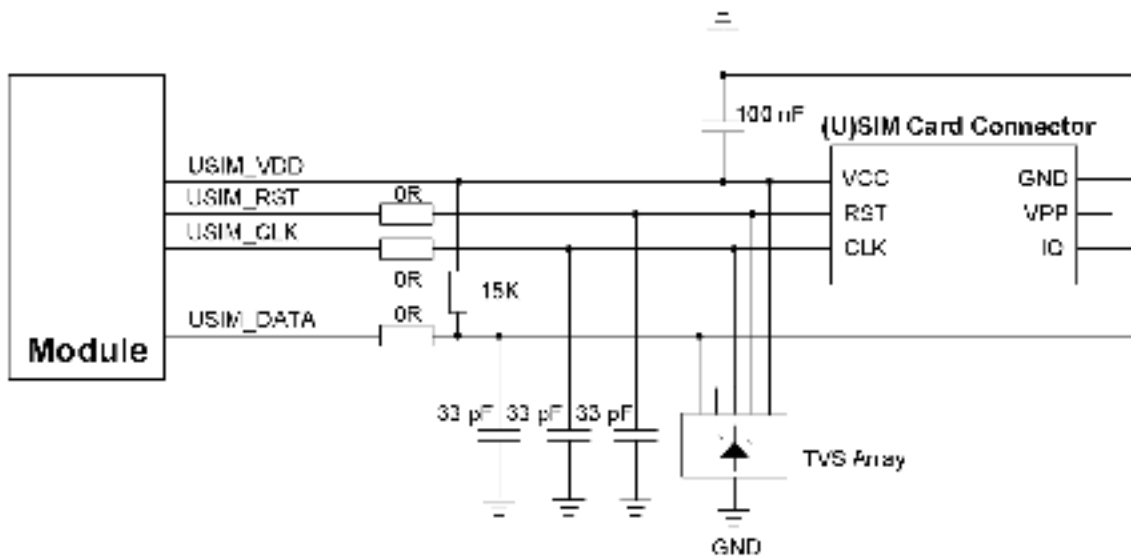 100 nF
(U)SIM Card Connector
USIM_VDD
VCC
GND
USIM_RST
0R
RST
VPP
USIM_CLK
CLK
IO
0R
15K
USIM_DATA
0R
Module
33 pF
33 pF
33 pF
TVS Array
GND